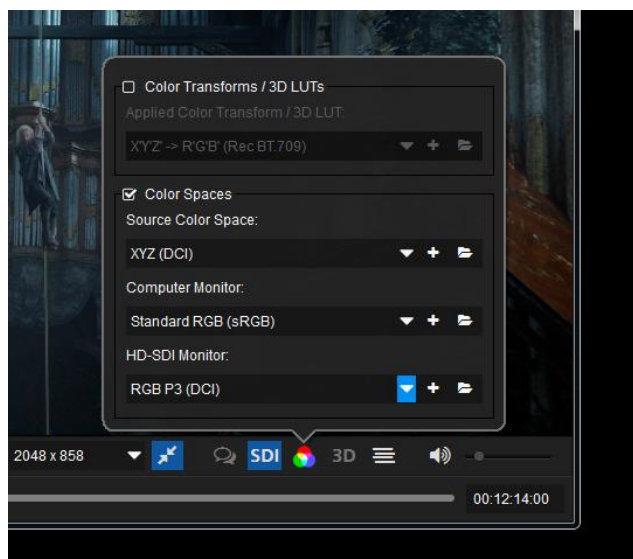 Color Transforms / 3D LUTs
Applied Color Transform / 3D LUT:
X'Y'Z' -> R'G'B' (Rec BT.709)
Color Spaces
Source Color Space:
XYZ (DCI)
Computer Monitor:
Standard RGB (sRGB)
HD-SDI Monitor:
RGB P3 (DCI)
2048 x 858 SDI 3D
00:12:14:00